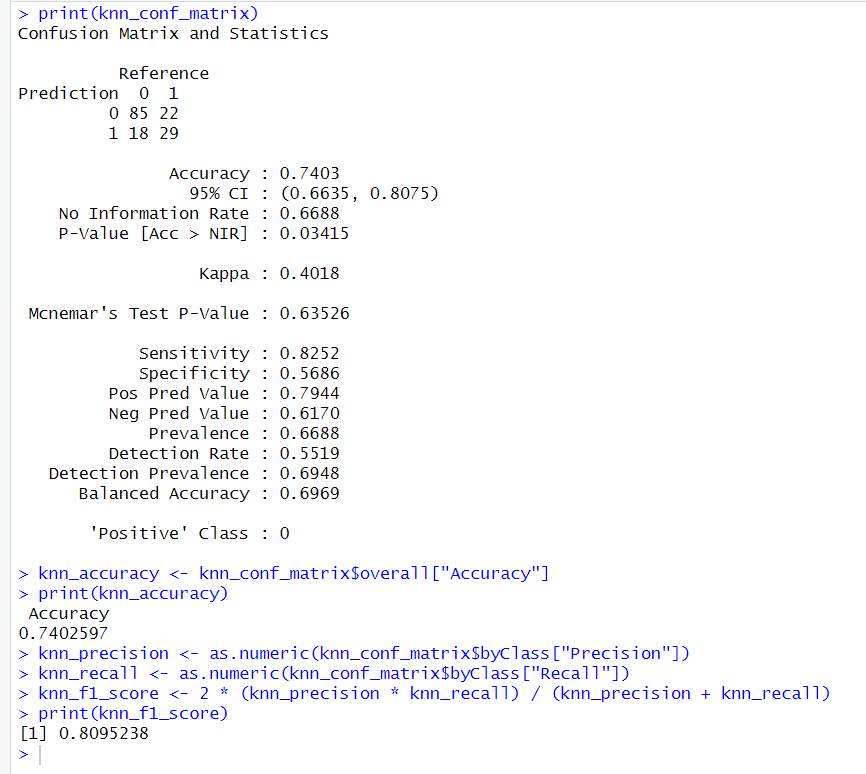 > print(knn_conf_matrix)
Confusion Matrix and Statistics

          Reference
Prediction  0  1
         0 85 22
         1 18 29

               Accuracy : 0.7403
                 95% CI : (0.6635, 0.8075)
    No Information Rate : 0.6688
    P-Value [Acc > NIR] : 0.03415

                  Kappa : 0.4018

 Mcnemar's Test P-Value : 0.63526

            Sensitivity : 0.8252
            Specificity : 0.5686
         Pos Pred Value : 0.7944
         Neg Pred Value : 0.6170
             Prevalence : 0.6688
         Detection Rate : 0.5519
   Detection Prevalence : 0.6948
      Balanced Accuracy : 0.6969

       'Positive' Class : 0

> knn_accuracy <- knn_conf_matrix$overall["Accuracy"]
> print(knn_accuracy)
 Accuracy
0.7402597
> knn_precision <- as.numeric(knn_conf_matrix$byClass["Precision"])
> knn_recall <- as.numeric(knn_conf_matrix$byClass["Recall"])
> knn_f1_score <- 2 * (knn_precision * knn_recall) / (knn_precision + knn_recall)
> print(knn_f1_score)
[1] 0.8095238
>